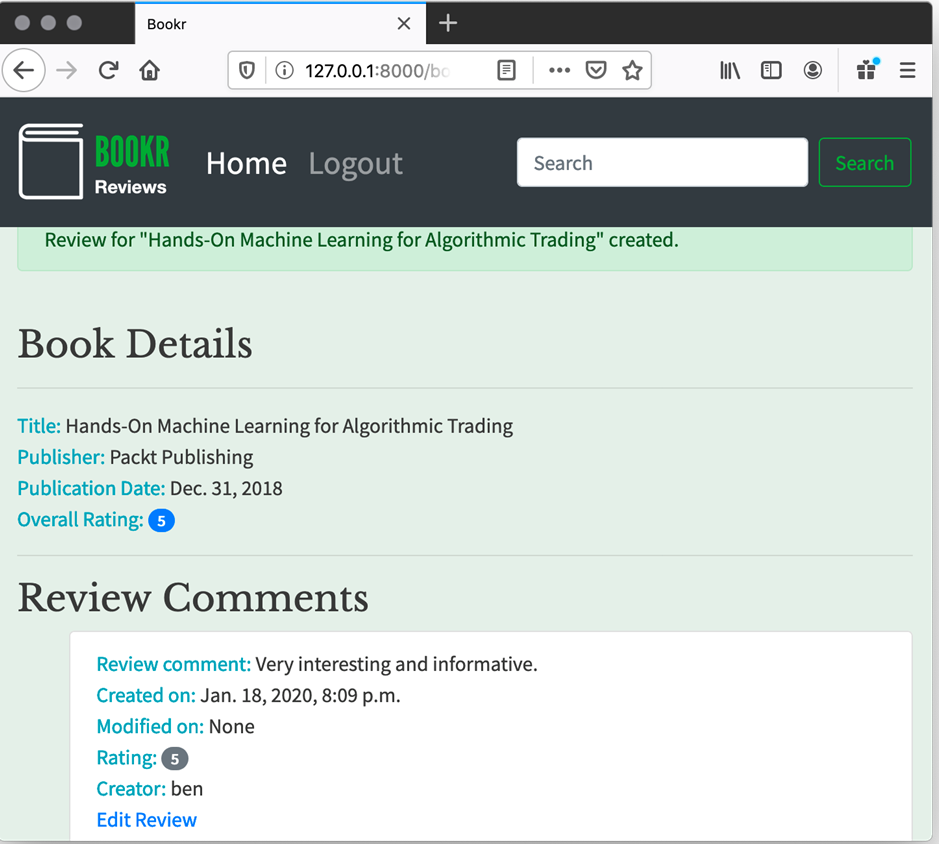 Bookr
127.0.0.1:8000/bo
BOOKR
Reviews
Home Logout
Search
Search
Review for "Hands-On Machine Learning for Algorithmic Trading" created.
Book Details
Title: Hands-On Machine Learning for Algorithmic Trading
Publisher: Packt Publishing
Publication Date: Dec. 31, 2018
Overall Rating: 5
Review Comments
Review comment: Very interesting and informative.
Created on: Jan. 18, 2020, 8:09 p.m.
Modified on: None
Rating: 5
Creator: ben
Edit Review